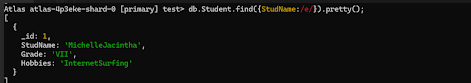 Atlas atlas-4p3eke-shard-0 [primary] test> db.Student.find({StudName:/e/}).pretty();
[
  {
    _id: 1,
    StudName: 'MichelleJacintha',
    Grade: 'VII',
    Hobbies: 'InternetSurfing'
  }
]